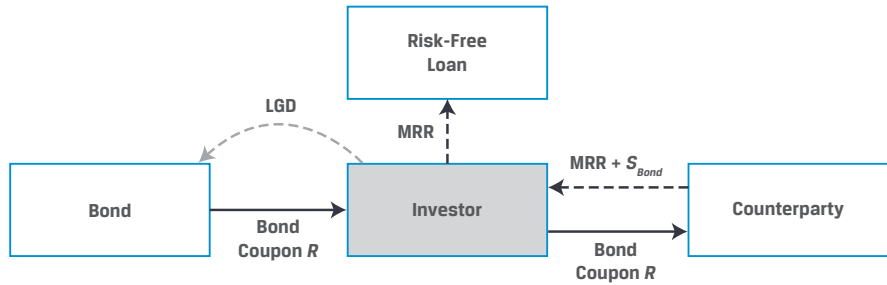 Risk-Free
Loan
LGD
MRR
MRR + S_Bond
Bond
Investor
Counterparty
Bond
Coupon R
Bond
Coupon R